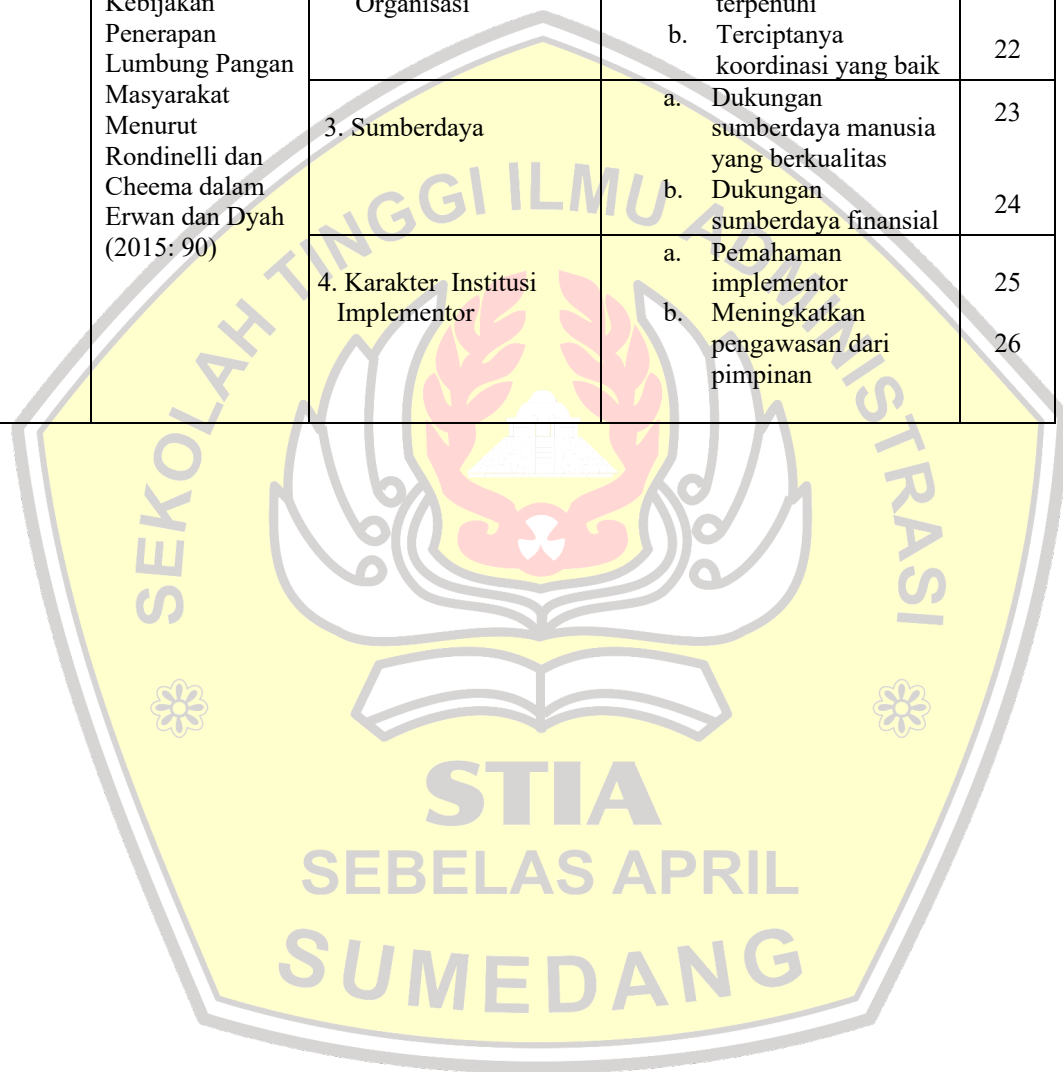 Kebijakan
Penerapan
Lumbung Pangan
Masyarakat
Menurut
Rondinelli dan
Cheema dalam
Erwan dan Dyah
(2015: 90)
Organisasi
terpenuhi
b. Terciptanya
koordinasi yang baik
22
3. Sumberdaya
a. Dukungan
sumberdaya manusia
yang berkualitas
23
b. Dukungan
sumberdaya finansial
24
4. Karakter Institusi
Implementor
a. Pemahaman
implementor
25
b. Meningkatkan
pengawasan dari
pimpinan
26
SEKOLAH TINGGI ILMU ADMINISTRASI
STIA
SEBELAS APRIL
SUMEDANG